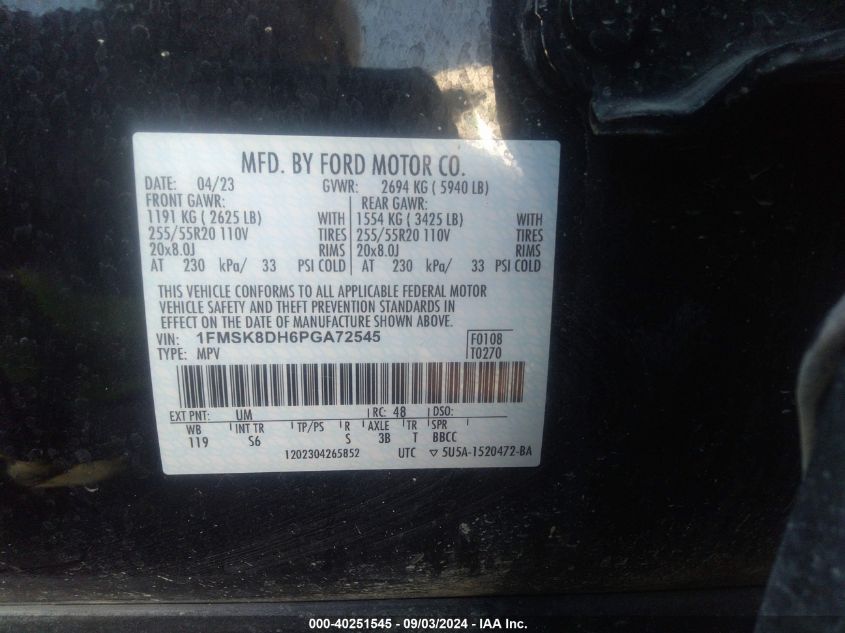 MFD. BY FORD MOTOR CO.
DATE: 04/23 GVWR: 2694 KG ( 5940 LB)
FRONT GAWR: REAR GAWR:
1191 KG ( 2625 LB) WITH 1554 KG ( 3425 LB) WITH
255/55R20 110V TIRES 255/55R20 110V TIRES
20x8.0J RIMS 20x8.0J RIMS
AT 230 kPa/ 33 PSI COLD AT 230 kPa/ 33 PSI COLD
THIS VEHICLE CONFORMS TO ALL APPLICABLE FEDERAL MOTOR
VEHICLE SAFETY AND THEFT PREVENTION STANDARDS IN
EFFECT ON THE DATE OF MANUFACTURE SHOWN ABOVE.
VIN: 1FMSK8DH6PGA72545 F0108
TYPE: MPV T0270
EXT PNT: UM RC: 48 DSO:
WB INT TR TP/PS R AXLE TR SPR
119 S6 S 3B T BBCC
1202304265852 UTC ▽ 5U5A-1520472-BA
000-40251545 - 09/03/2024 - IAA Inc.